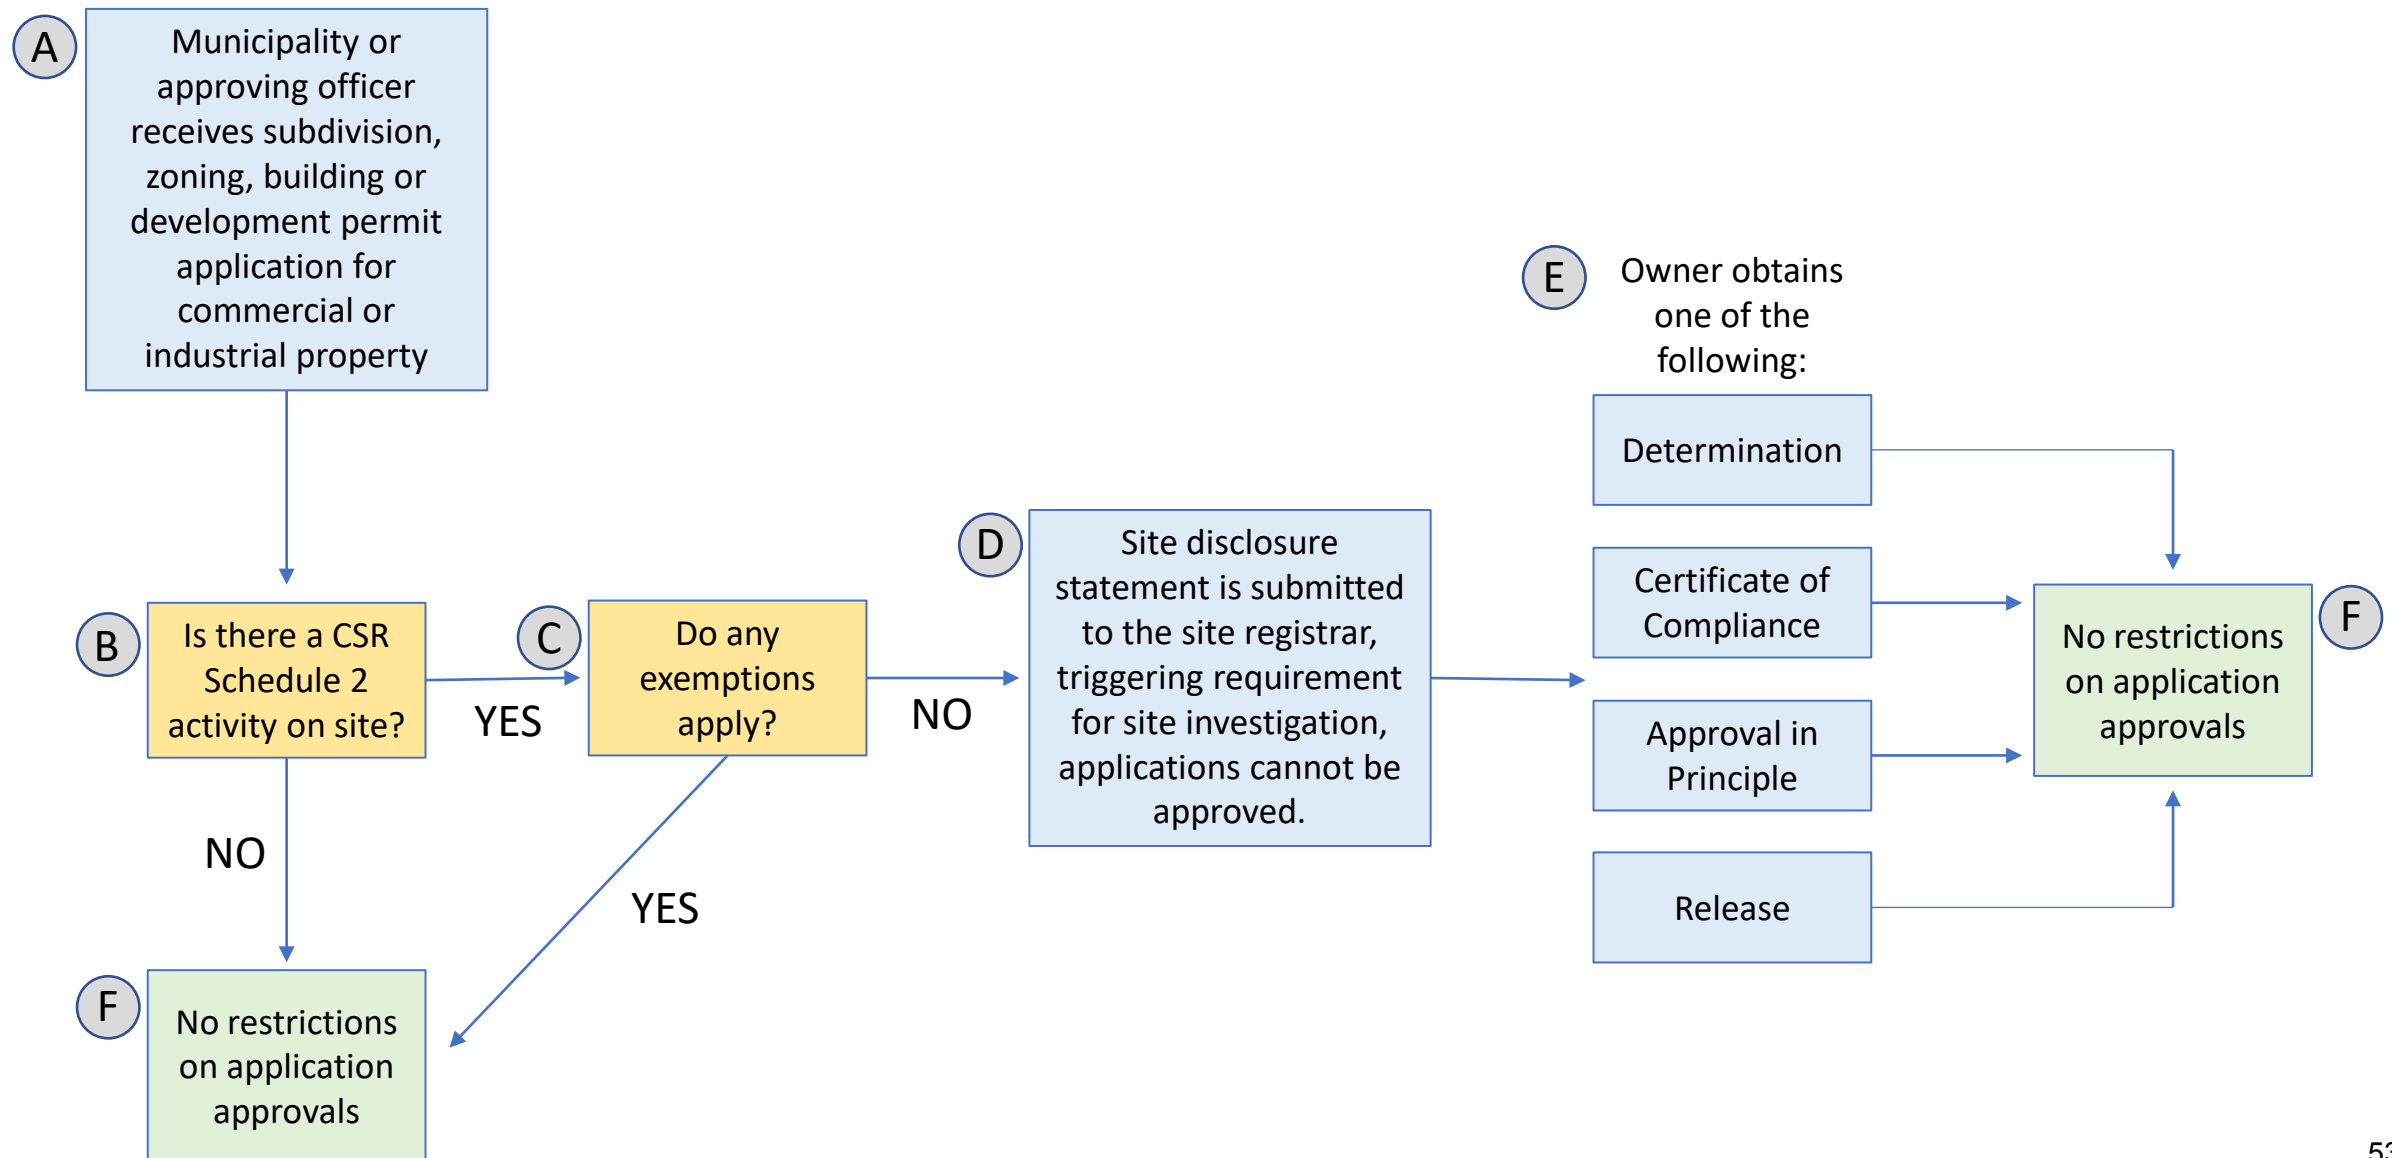 A
Municipality or
approving officer
receives subdivision,
zoning, building or
development permit
application for
commercial or
industrial property
B
Is there a CSR
Schedule 2
activity on site?
YES
NO
C
Do any
exemptions
apply?
NO
YES
D
Site disclosure
statement is submitted
to the site registrar,
triggering requirement
for site investigation,
applications cannot be
approved.
E
Owner obtains
one of the
following:
Determination
Certificate of
Compliance
Approval in
Principle
Release
No restrictions
on application
approvals
F
F
No restrictions
on application
approvals
53